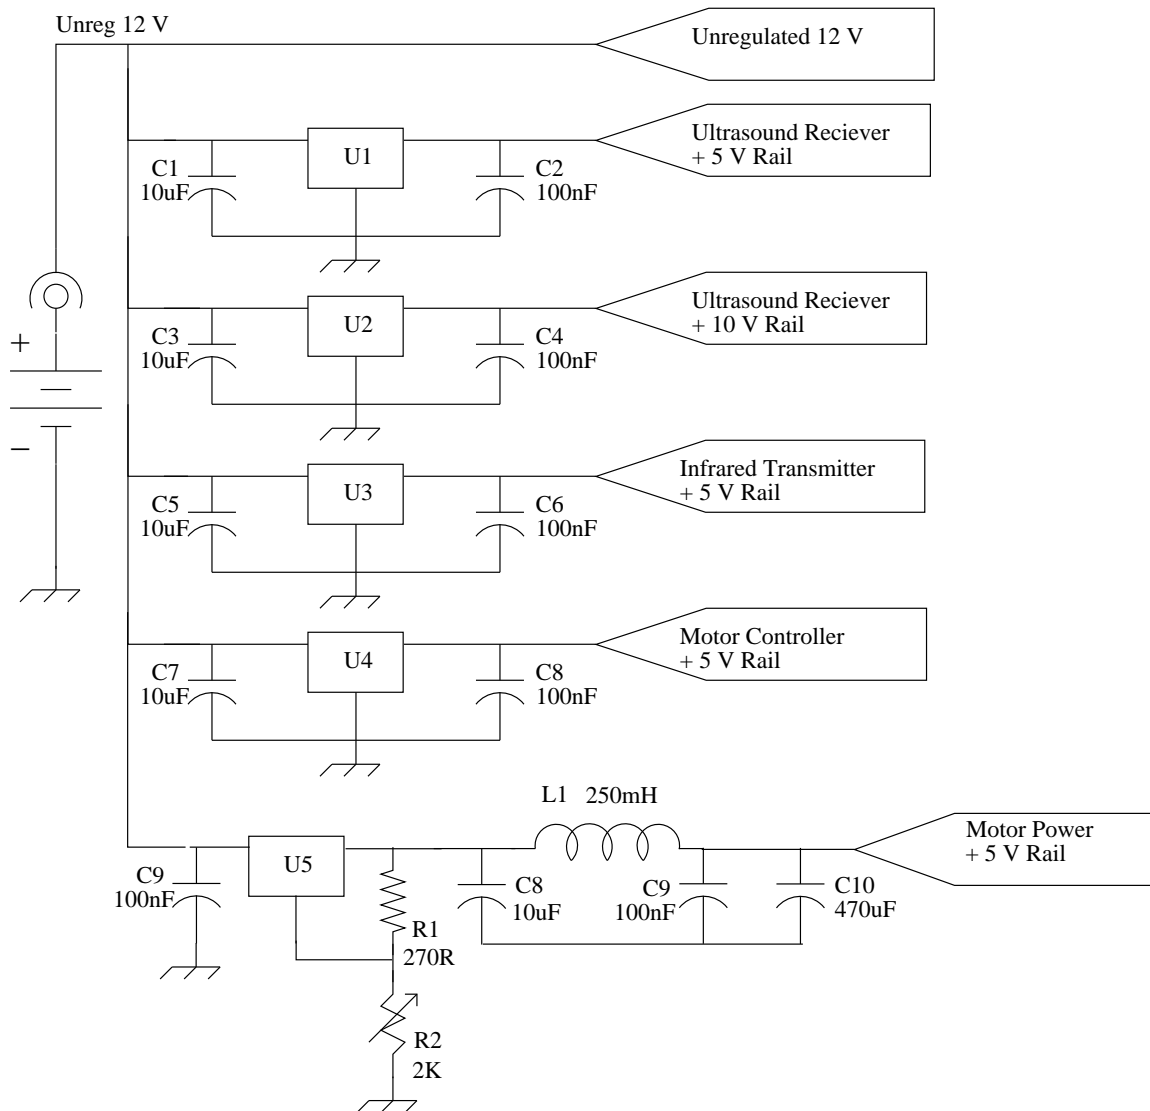 Unreg 12 V
Unregulated 12 V
Ultrasound Reciever
+ 5 V Rail
C1
10uF
U1
C2
100nF
Ultrasound Reciever
+ 10 V Rail
C3
10uF
U2
C4
100nF
+
−
Infrared Transmitter
+ 5 V Rail
C5
10uF
U3
C6
100nF
Motor Controller
+ 5 V Rail
C7
10uF
U4
C8
100nF
L1 250mH
Motor Power
+ 5 V Rail
C9
100nF
U5
R1
270R
C8
10uF
C9
100nF
C10
470uF
R2
2K